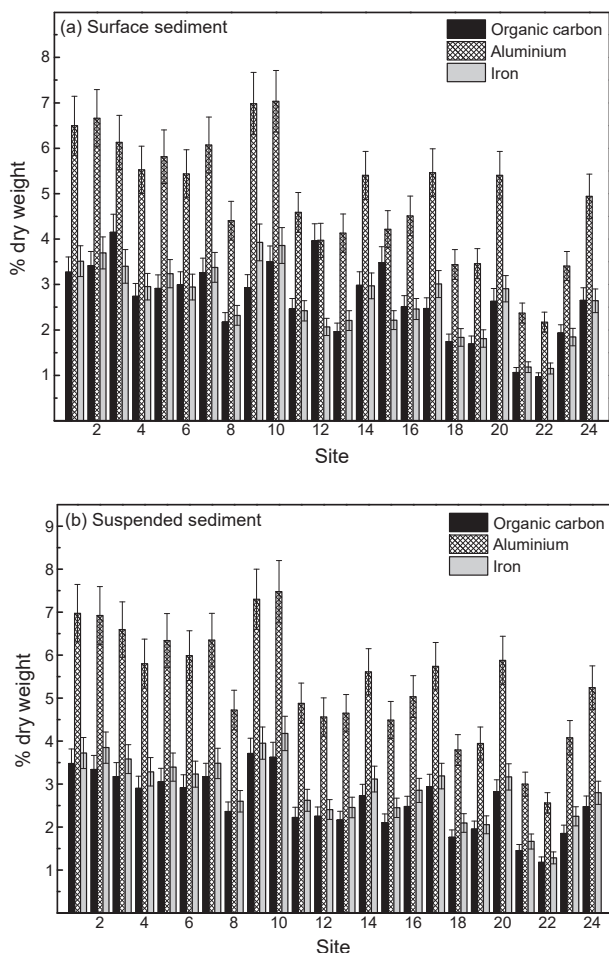 (a) Surface sediment
Organic carbon
Aluminium
Iron
8
7
6
5
4
3
2
1
% dry weight
2 4 6 8 10 12 14 16 18 20 22 24
Site
(b) Suspended sediment
Organic carbon
Aluminium
Iron
9
8
7
6
5
4
3
2
1
% dry weight
2 4 6 8 10 12 14 16 18 20 22 24
Site